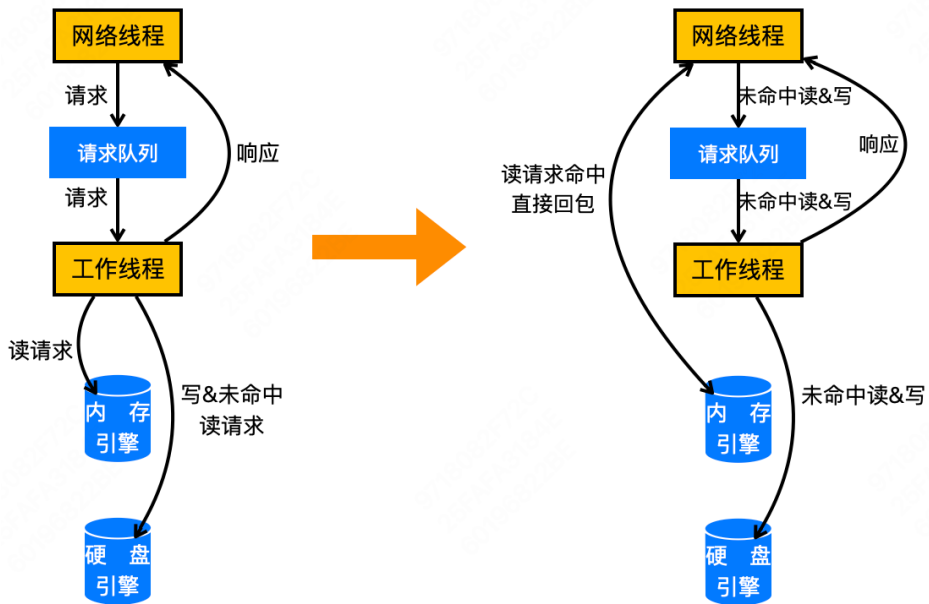 网络线程
请求
请求队列
请求
响应
工作线程
读请求
写&未命中
读请求
内 存
引擎
硬 盘
引擎
网络线程
未命中读&写
请求队列
响应
读请求命中
直接回包
未命中读&写
工作线程
未命中读&写
内 存
引擎
硬 盘
引擎